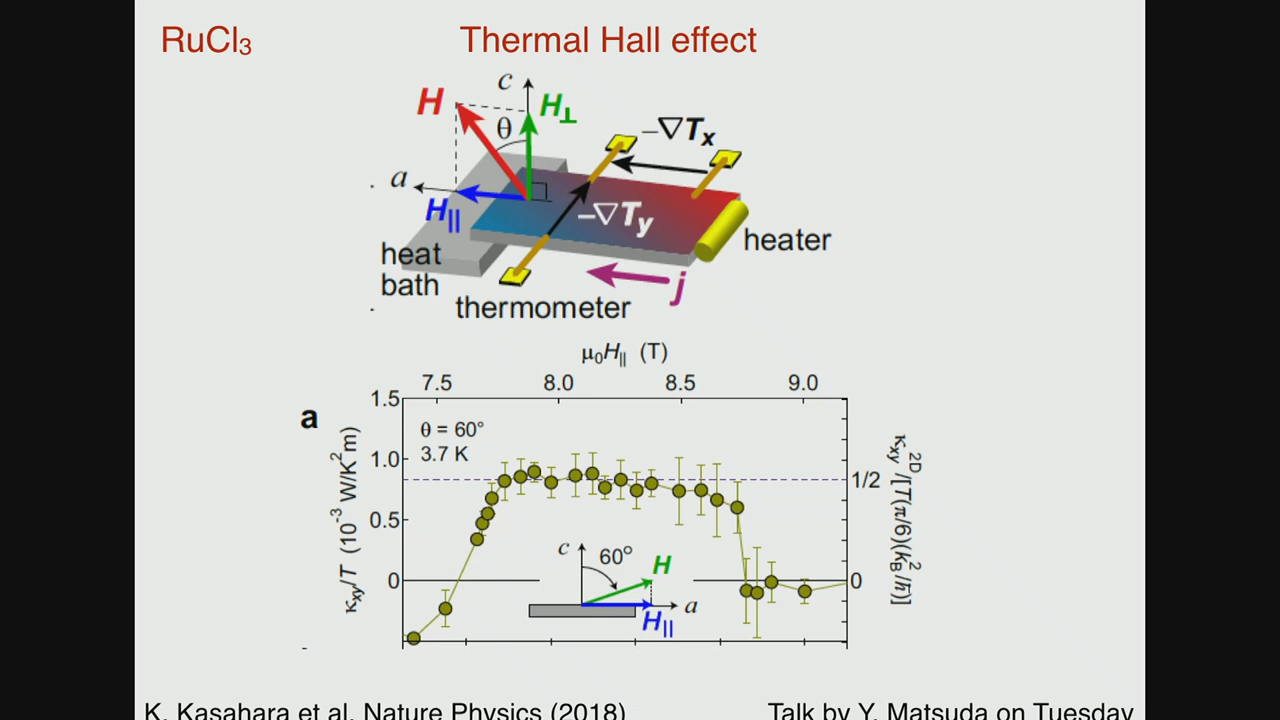 RuCl₃
Thermal Hall effect
c
H
H⊥
θ
−∇Tₓ
a
H||
−∇Tᵧ
heater
heat
bath
j
thermometer
μ₀H|| (T)
7.5 8.0 8.5 9.0
a
1.5
1.0
0.5
0
κxy/T (10⁻³ W/K²m)
θ = 60°
3.7 K
1/2
0
κxy²ᴰ/[T(π/6)(kB²/ħ)]
c
60°
H
a
H||
K. Kasahara et al. Nature Physics (2018)
Talk by Y. Matsuda on Tuesday